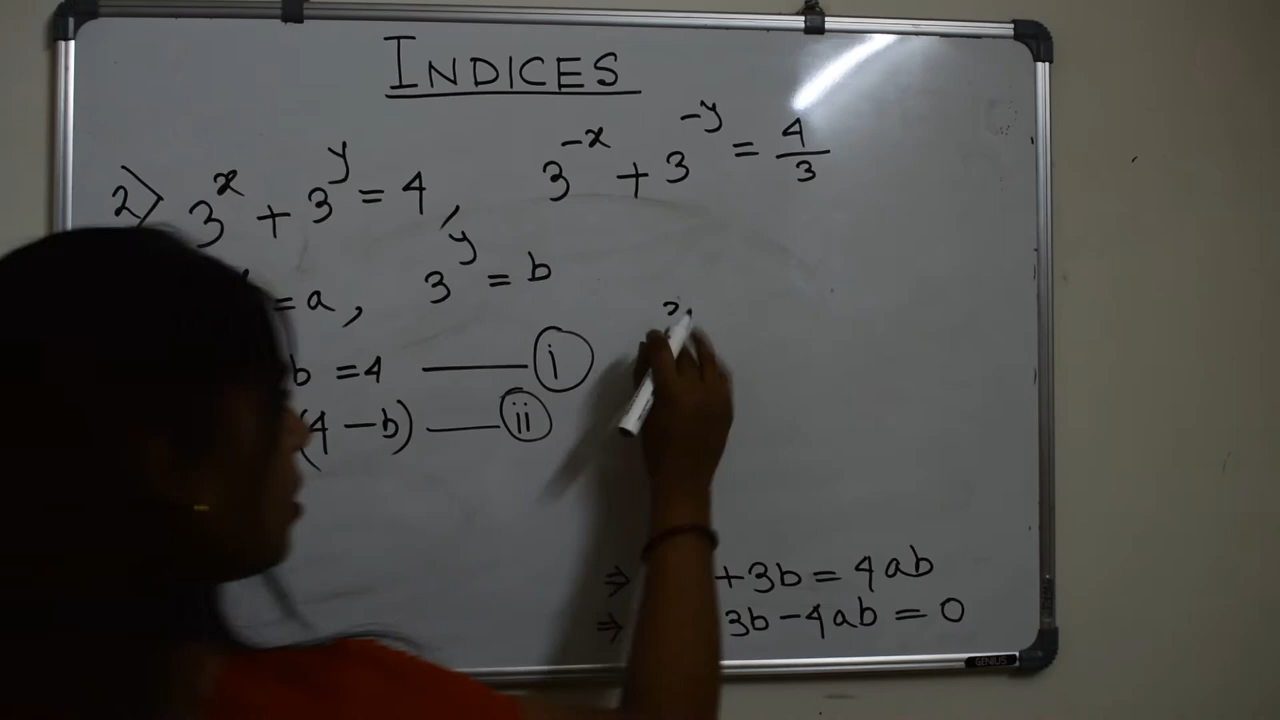 INDICES
2) 3^x + 3^y = 4, 3^-x + 3^-y = 4/3
= a, 3^y = b
b = 4 —— i
(4 - b) —— ii
⇒ + 3b = 4ab
⇒ 3b - 4ab = 0
GENIUS